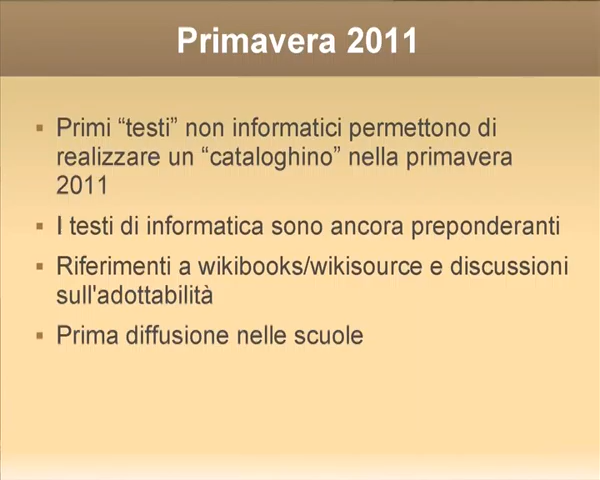 Primavera 2011
▪ Primi “testi” non informatici permettono di
realizzare un “cataloghino” nella primavera
2011
▪ I testi di informatica sono ancora preponderanti
▪ Riferimenti a wikibooks/wikisource e discussioni
sull'adottabilità
▪ Prima diffusione nelle scuole